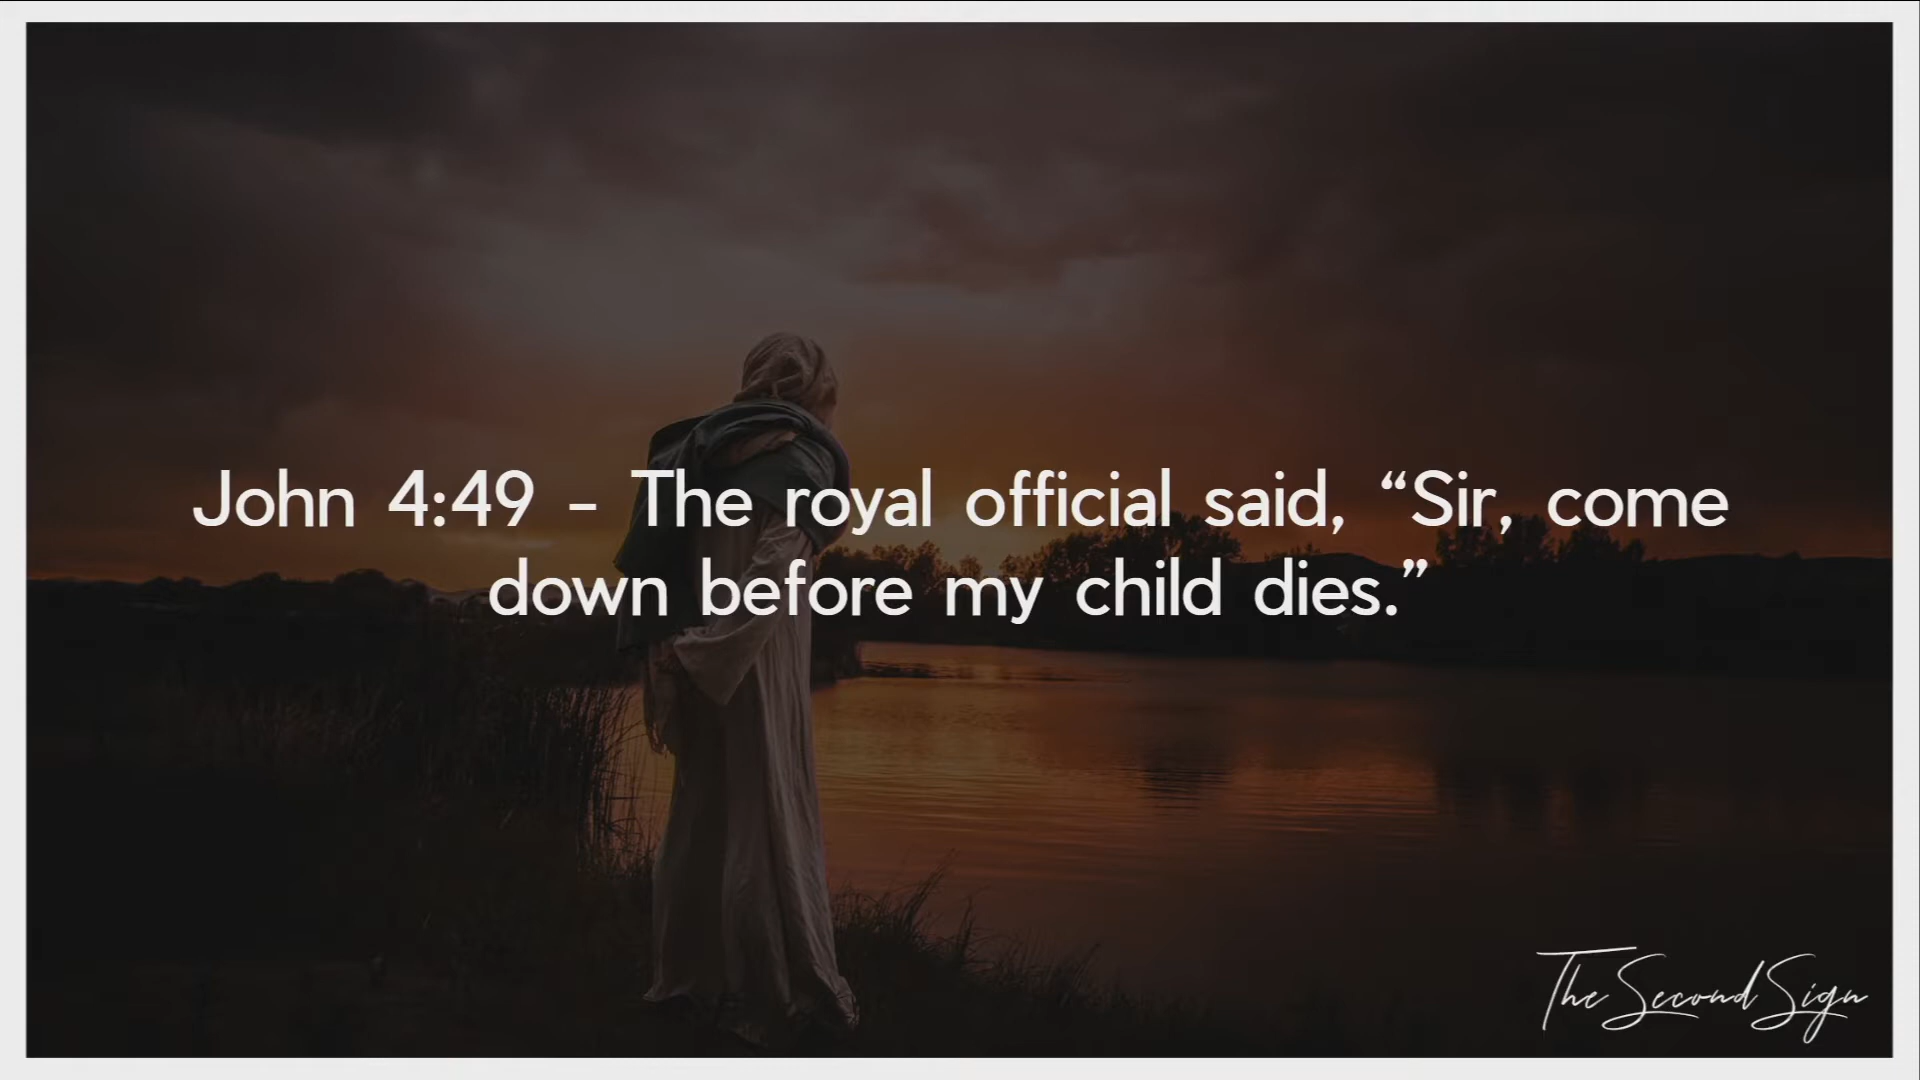 John 4:49 - The royal official said, “Sir, come
down before my child dies.”
The Second Sign